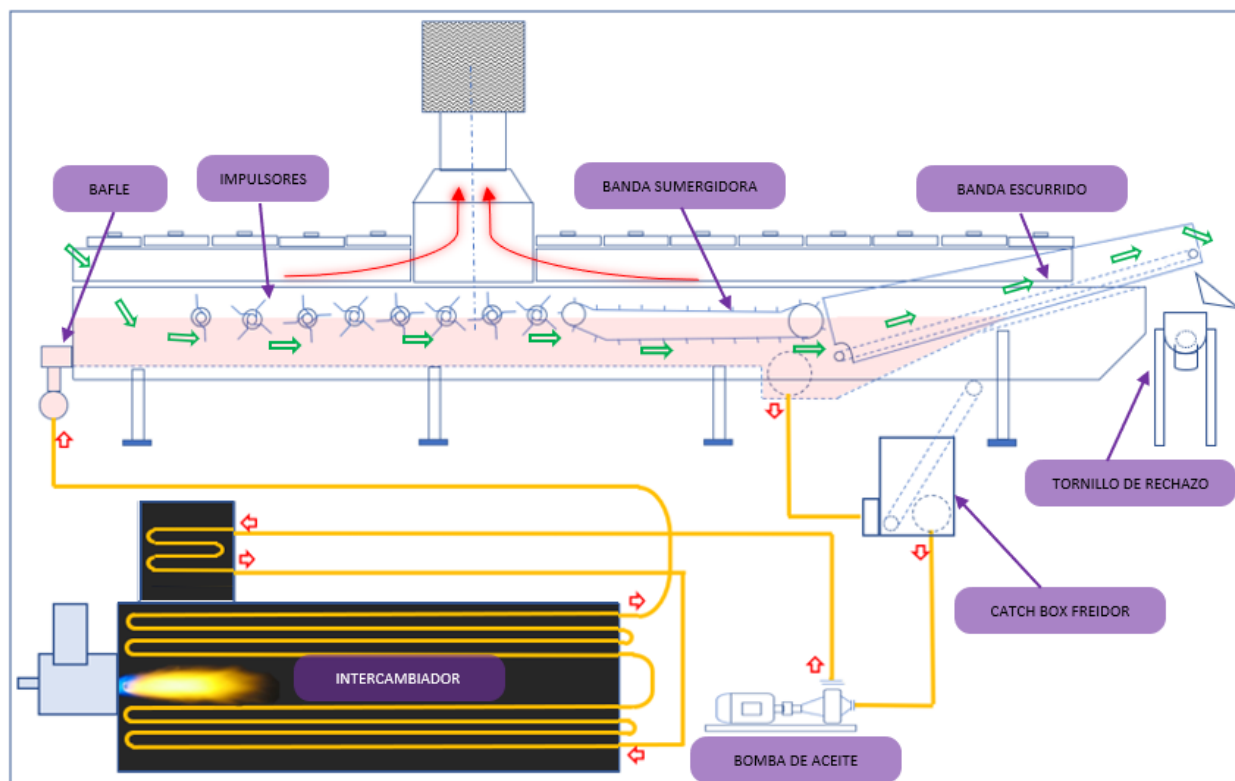 BAFLE
IMPULSORES
BANDA SUMERGIDORA
BANDA ESCURRIDO
TORNILLO DE RECHAZO
CATCH BOX FREIDOR
INTERCAMBIADOR
BOMBA DE ACEITE